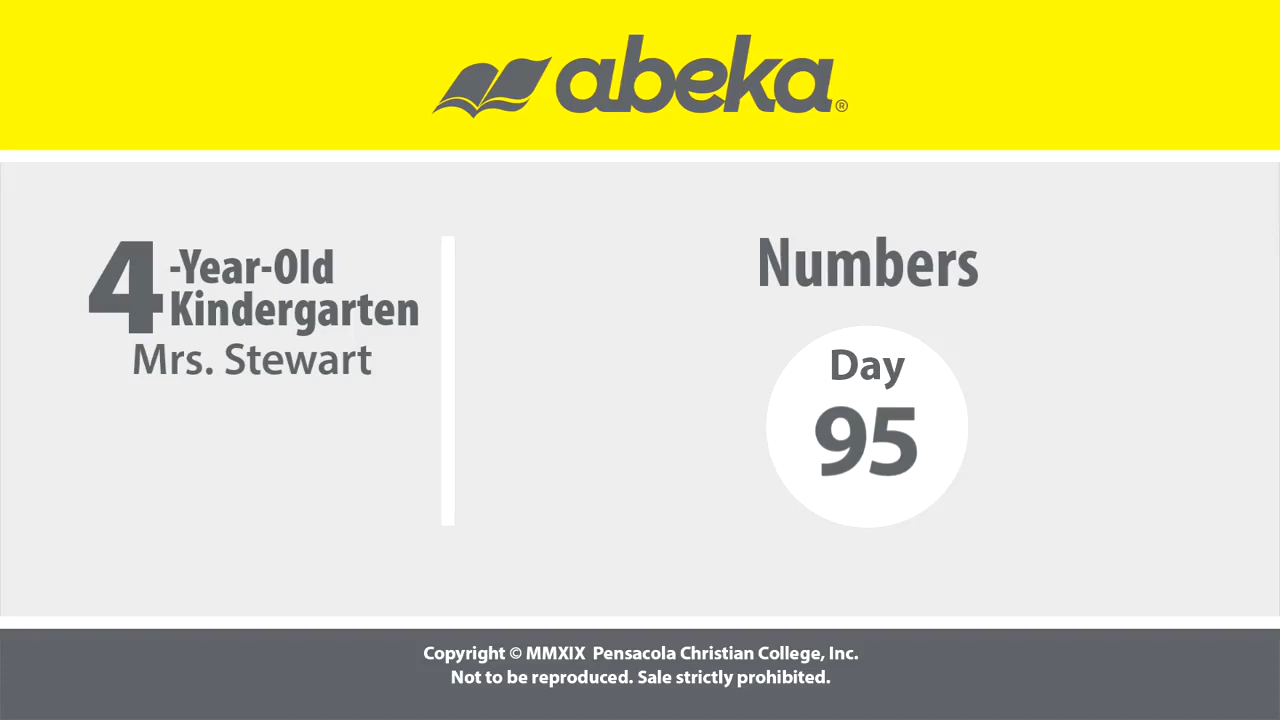 abeka®
4-Year-Old
Kindergarten
Mrs. Stewart
Numbers
Day
95
Copyright © MMXIX Pensacola Christian College, Inc.
Not to be reproduced. Sale strictly prohibited.